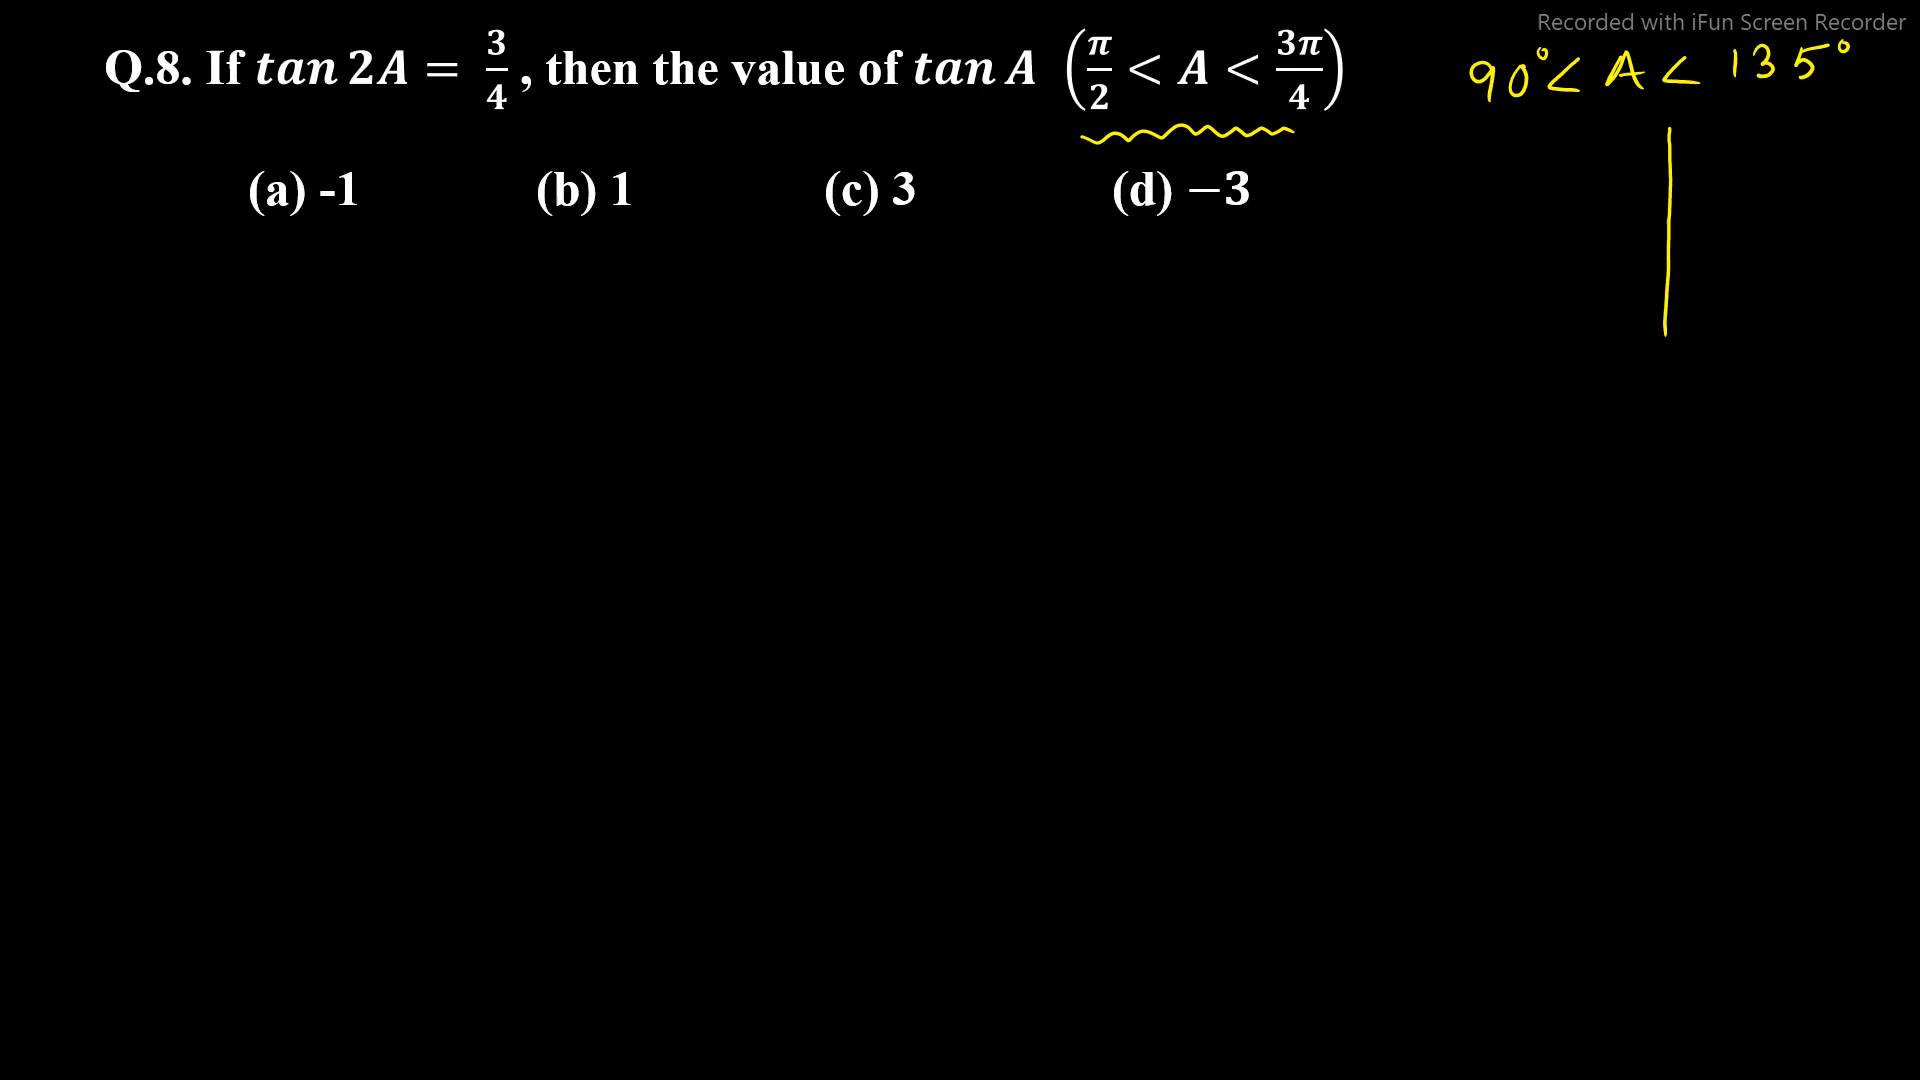 Recorded with iFun Screen Recorder
Q.8. If tan 2A = 3/4, then the value of tan A (π/2 < A < 3π/4) 90° < A < 135°
(a) -1 (b) 1 (c) 3 (d) −3